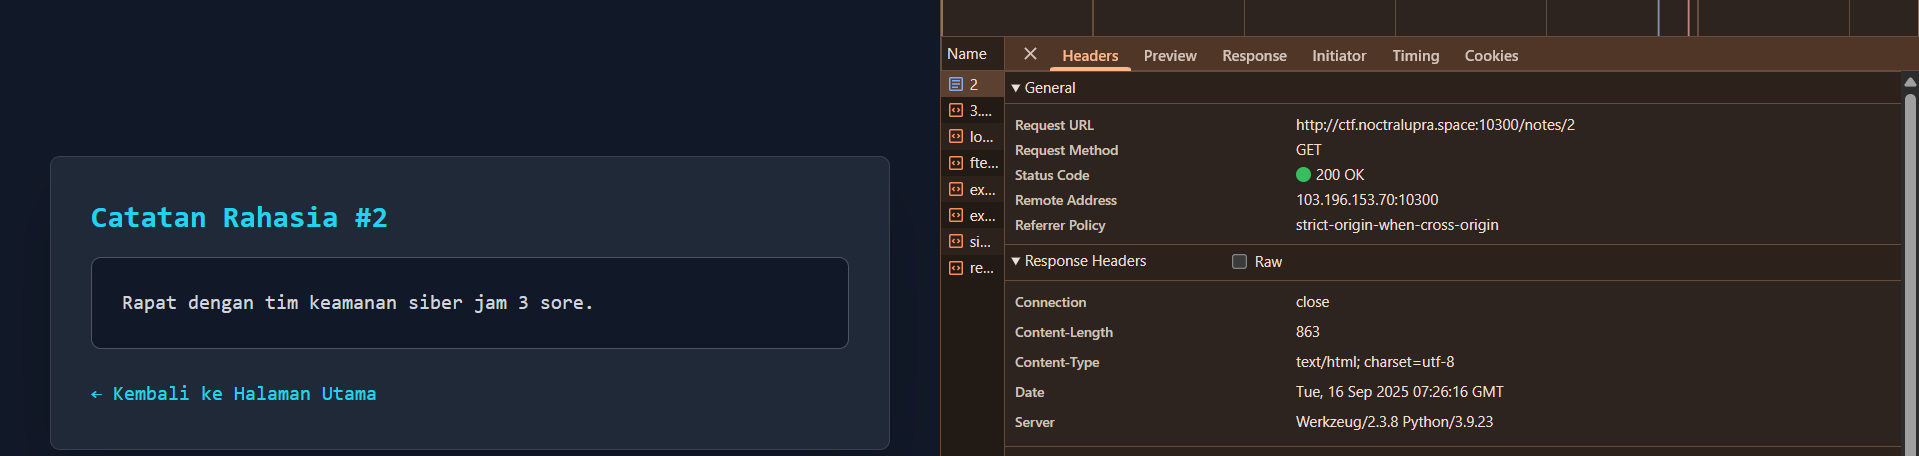 Catatan Rahasia #2
Rapat dengan tim keamanan siber jam 3 sore.
← Kembali ke Halaman Utama
Name
2
3....
lo...
fte...
ex...
ex...
si...
re...
Headers Preview Response Initiator Timing Cookies
General
Request URL http://ctf.noctralupra.space:10300/notes/2
Request Method GET
Status Code 200 OK
Remote Address 103.196.153.70:10300
Referrer Policy strict-origin-when-cross-origin
Response Headers Raw
Connection close
Content-Length 863
Content-Type text/html; charset=utf-8
Date Tue, 16 Sep 2025 07:26:16 GMT
Server Werkzeug/2.3.8 Python/3.9.23